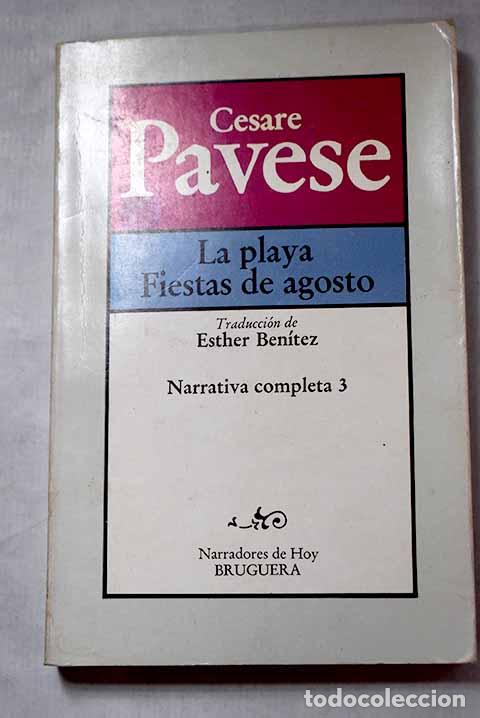 Cesare
Pavese
La playa
Fiestas de agosto
Traducción de
Esther Benítez
Narrativa completa 3
Narradores de Hoy
BRUGUERA
todocoleccion